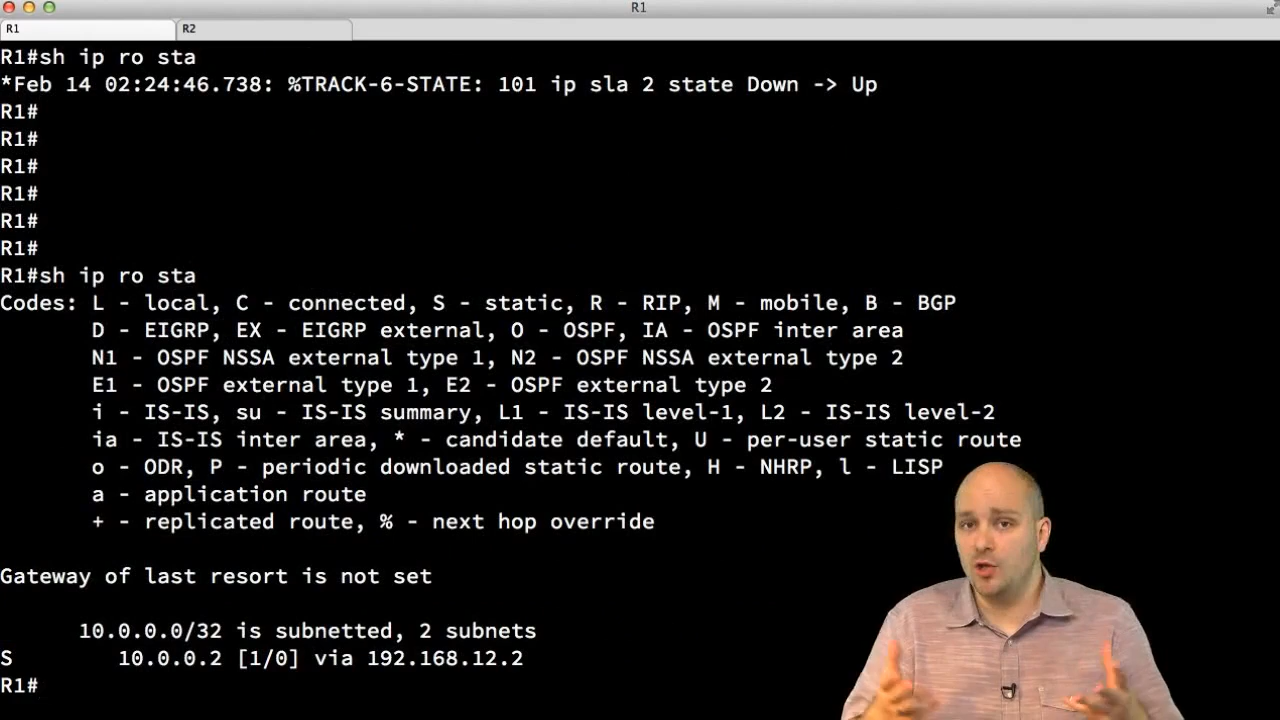 R1
R1
R2
R1#sh ip ro sta
*Feb 14 02:24:46.738: %TRACK-6-STATE: 101 ip sla 2 state Down -> Up
R1#
R1#
R1#
R1#
R1#
R1#
R1#sh ip ro sta
Codes: L - local, C - connected, S - static, R - RIP, M - mobile, B - BGP
D - EIGRP, EX - EIGRP external, O - OSPF, IA - OSPF inter area
N1 - OSPF NSSA external type 1, N2 - OSPF NSSA external type 2
E1 - OSPF external type 1, E2 - OSPF external type 2
i - IS-IS, su - IS-IS summary, L1 - IS-IS level-1, L2 - IS-IS level-2
ia - IS-IS inter area, * - candidate default, U - per-user static route
o - ODR, P - periodic downloaded static route, H - NHRP, l - LISP
a - application route
+ - replicated route, % - next hop override
Gateway of last resort is not set
10.0.0.0/32 is subnetted, 2 subnets
S 10.0.0.2 [1/0] via 192.168.12.2
R1#